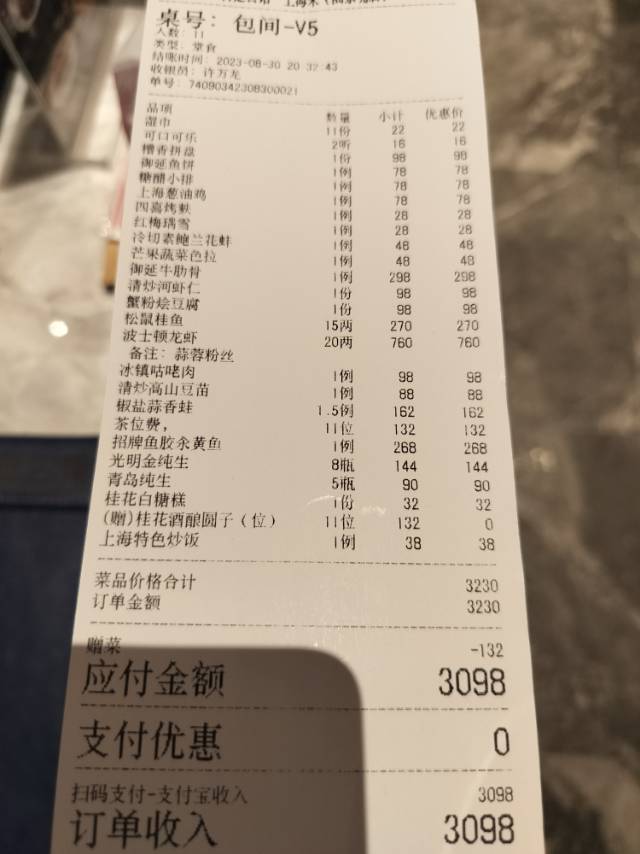 桌号: 包间-V5
人数: 11
类型: 堂食
结账时间: 2023-08-30 20:32:43
收银员: 许万龙
单号: 74090342308300021
品项 数量 小计 优惠价
湿巾 11份 22 22
可口可乐 2听 16 16
糟香拼盘 1份 98 98
御延鱼饼 1例 78 78
糖醋小排 1例 78 78
上海葱油鸡 1例 78 78
四喜烤麸 1例 28 28
红梅瑀雪 1例 28 28
冷切素鲍兰花蚌 1例 48 48
芒果蔬菜色拉 1例 48 48
御延牛肋骨 1例 298 298
清炒河虾仁 1份 98 98
蟹粉烩豆腐 1份 98 98
松鼠桂鱼 15两 270 270
波士顿龙虾 20两 760 760
备注: 蒜蓉粉丝
冰镇咕咾肉 1例 98 98
清炒高山豆苗 1例 88 88
椒盐蒜香蛙 1.5例 162 162
茶位费, 11位 132 132
招牌鱼胶汆黄鱼 1例 268 268
光明金纯生 8瓶 144 144
青岛纯生 5瓶 90 90
桂花白糖糕 1份 32 32
(赠)桂花酒酿圆子（位） 11位 132 0
上海特色炒饭 1例 38 38
菜品价格合计 3230
订单金额 3230
赠菜 -132
应付金额 3098
支付优惠 0
扫码支付-支付宝收入 3098
订单收入 3098